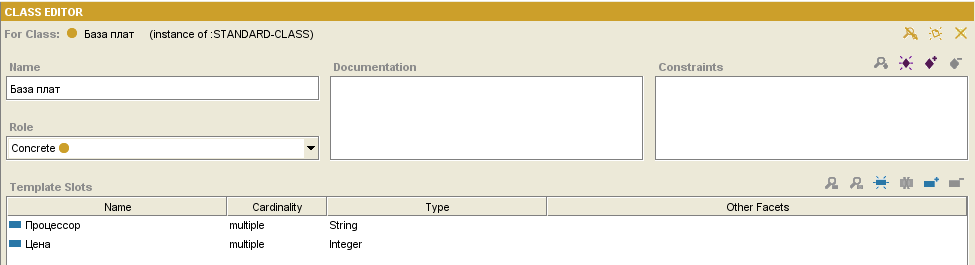 CLASS EDITOR
For Class: База плат (instance of :STANDARD-CLASS)
Name Documentation Constraints
База плат
Role
Concrete
Template Slots
Name Cardinality Type Other Facets
Процессор multiple String
Цена multiple Integer